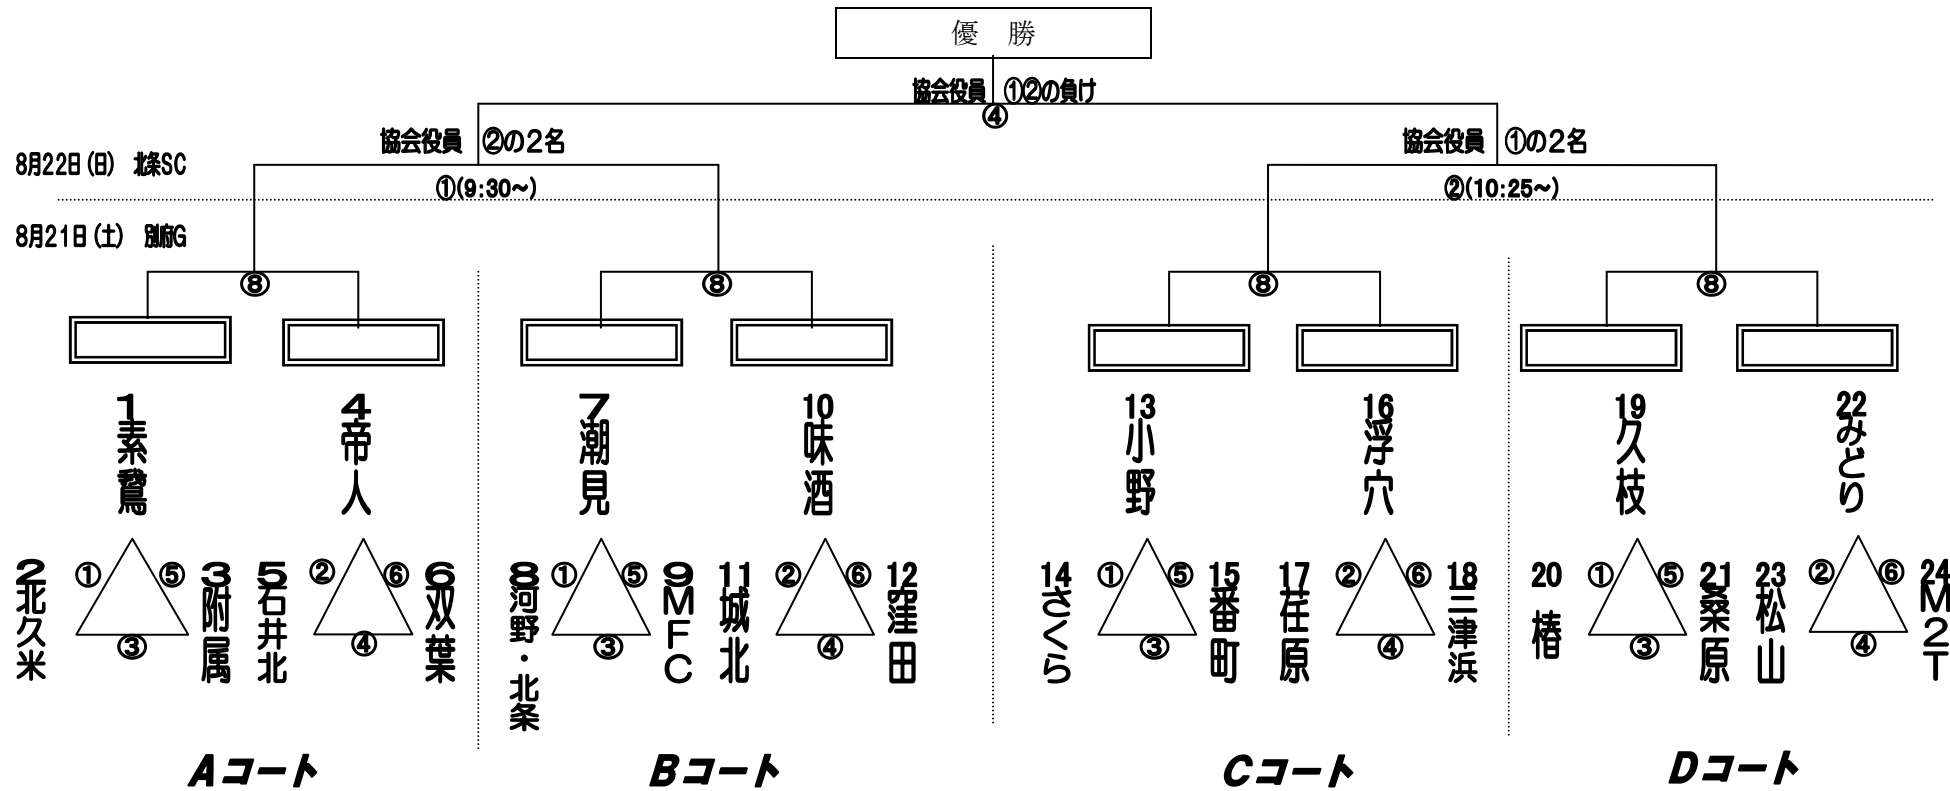 優 勝
協会役員 ①②の負け
④
協会役員 ②の2名
協会役員 ①の2名
8月22日(日) 北条SC
①(9:30～)
②(10:25～)
8月21日(土) 別府G
⑧
⑧
⑧
⑧
1 素鵞
4 帝人
7 潮見
10 味酒
13 小野
16 浮穴
19 久枝
22 みどり
2 北久米
①
⑤
③
3 附属
5 石井北
②
⑥
④
6 双葉
8 河野・北条
①
⑤
③
9 MFC
11 城北
②
⑥
④
12 窪田
14 さくら
①
⑤
③
15 番町
17 荏原
②
⑥
④
18 三津浜
20 椿
①
⑤
③
21 桑原
23 松山
②
⑥
④
24 M2T
Aコート
Bコート
Cコート
Dコート